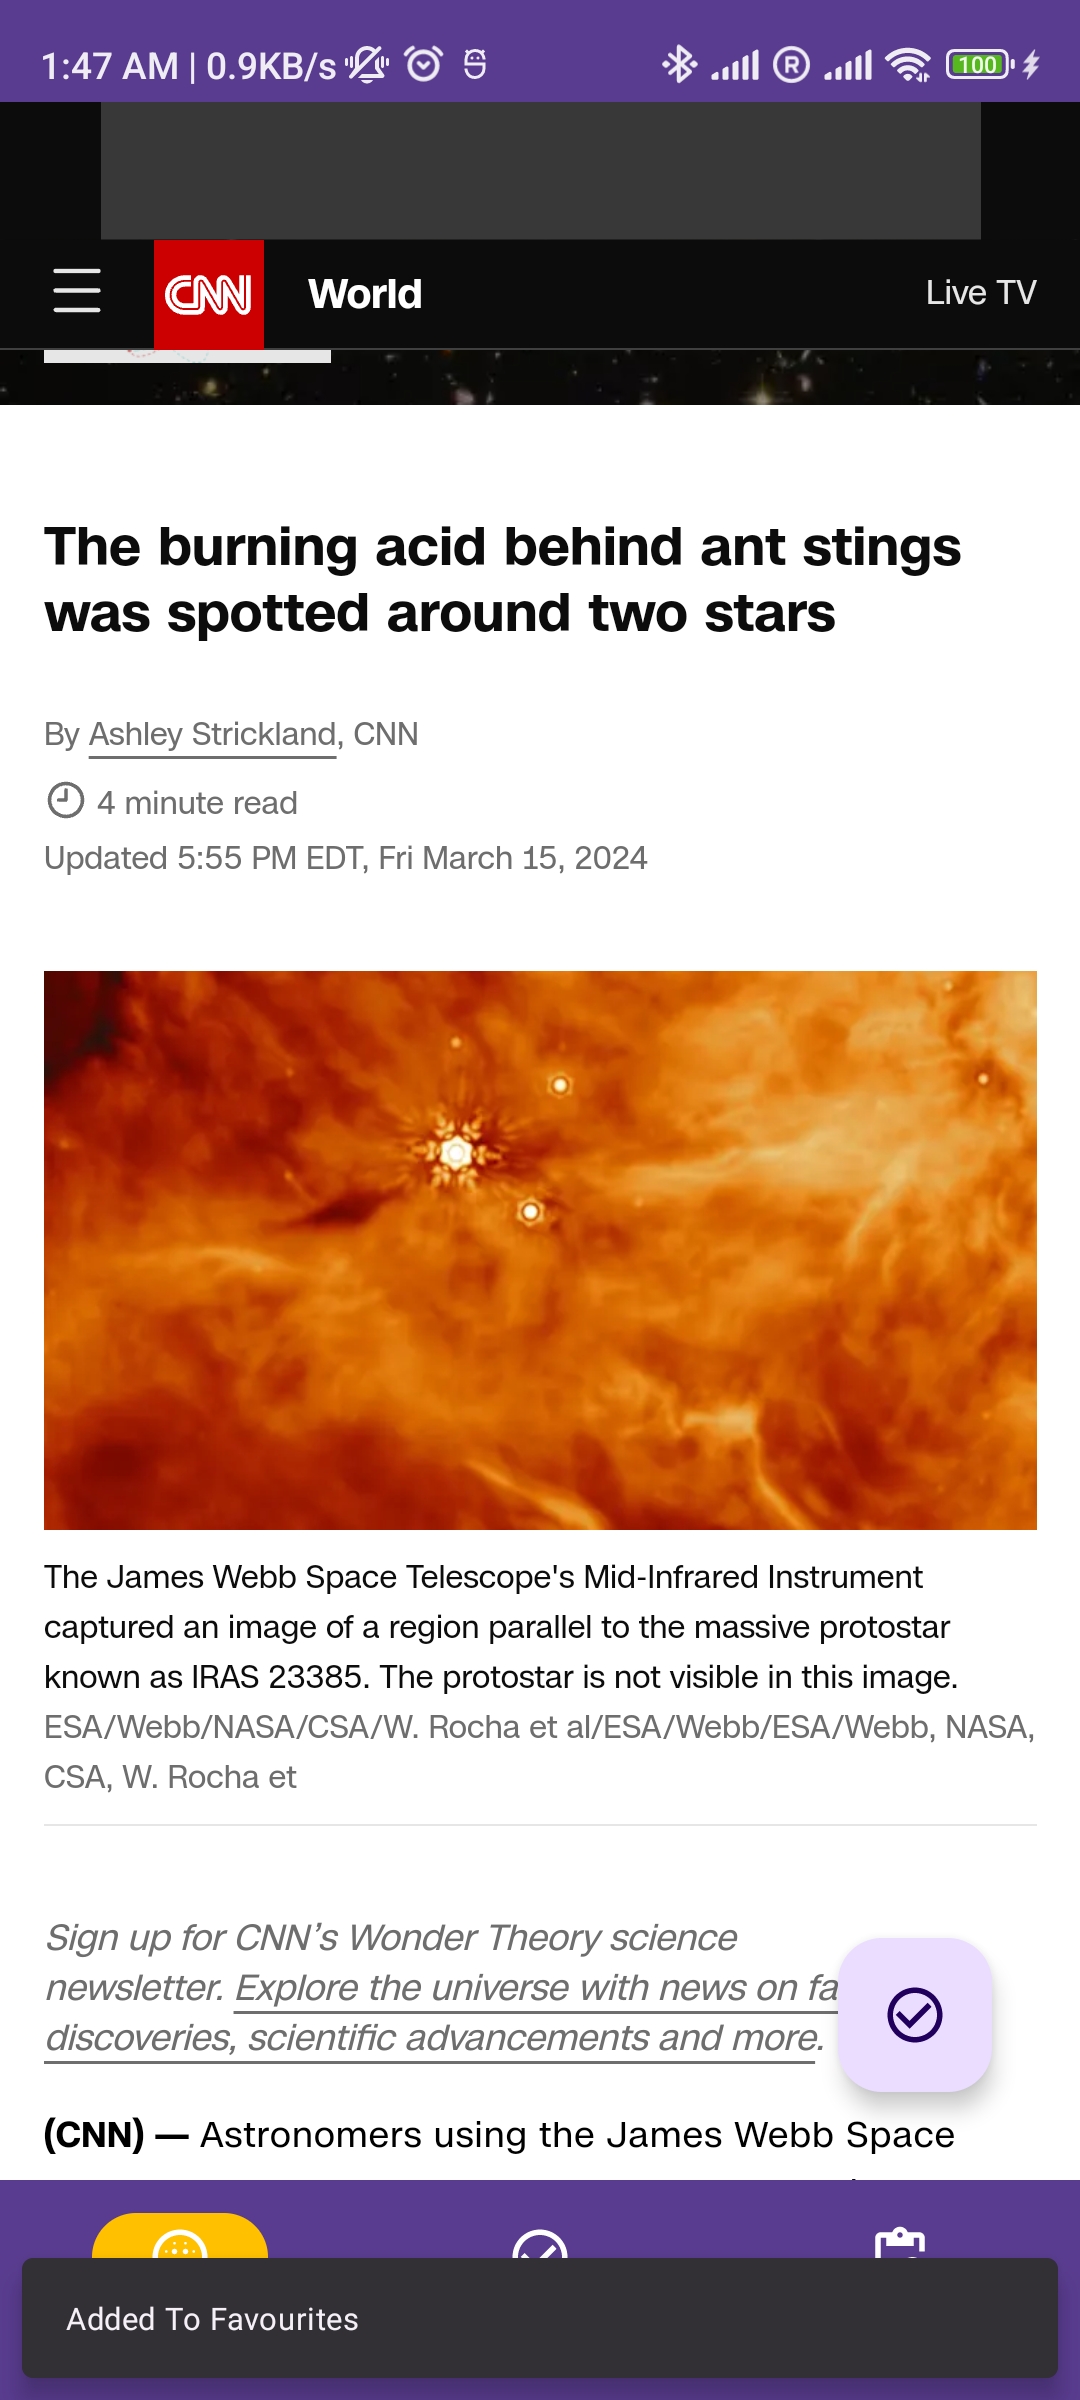 1:47 AM | 0.9KB/s
R
100
CNN
World
Live TV
The burning acid behind ant stings
was spotted around two stars
By Ashley Strickland, CNN
4 minute read
Updated 5:55 PM EDT, Fri March 15, 2024
The James Webb Space Telescope's Mid-Infrared Instrument
captured an image of a region parallel to the massive protostar
known as IRAS 23385. The protostar is not visible in this image.
ESA/Webb/NASA/CSA/W. Rocha et al/ESA/Webb/ESA/Webb, NASA,
CSA, W. Rocha et
Sign up for CNN’s Wonder Theory science
newsletter. Explore the universe with news on fa
discoveries, scientific advancements and more.
(CNN) — Astronomers using the James Webb Space
Added To Favourites